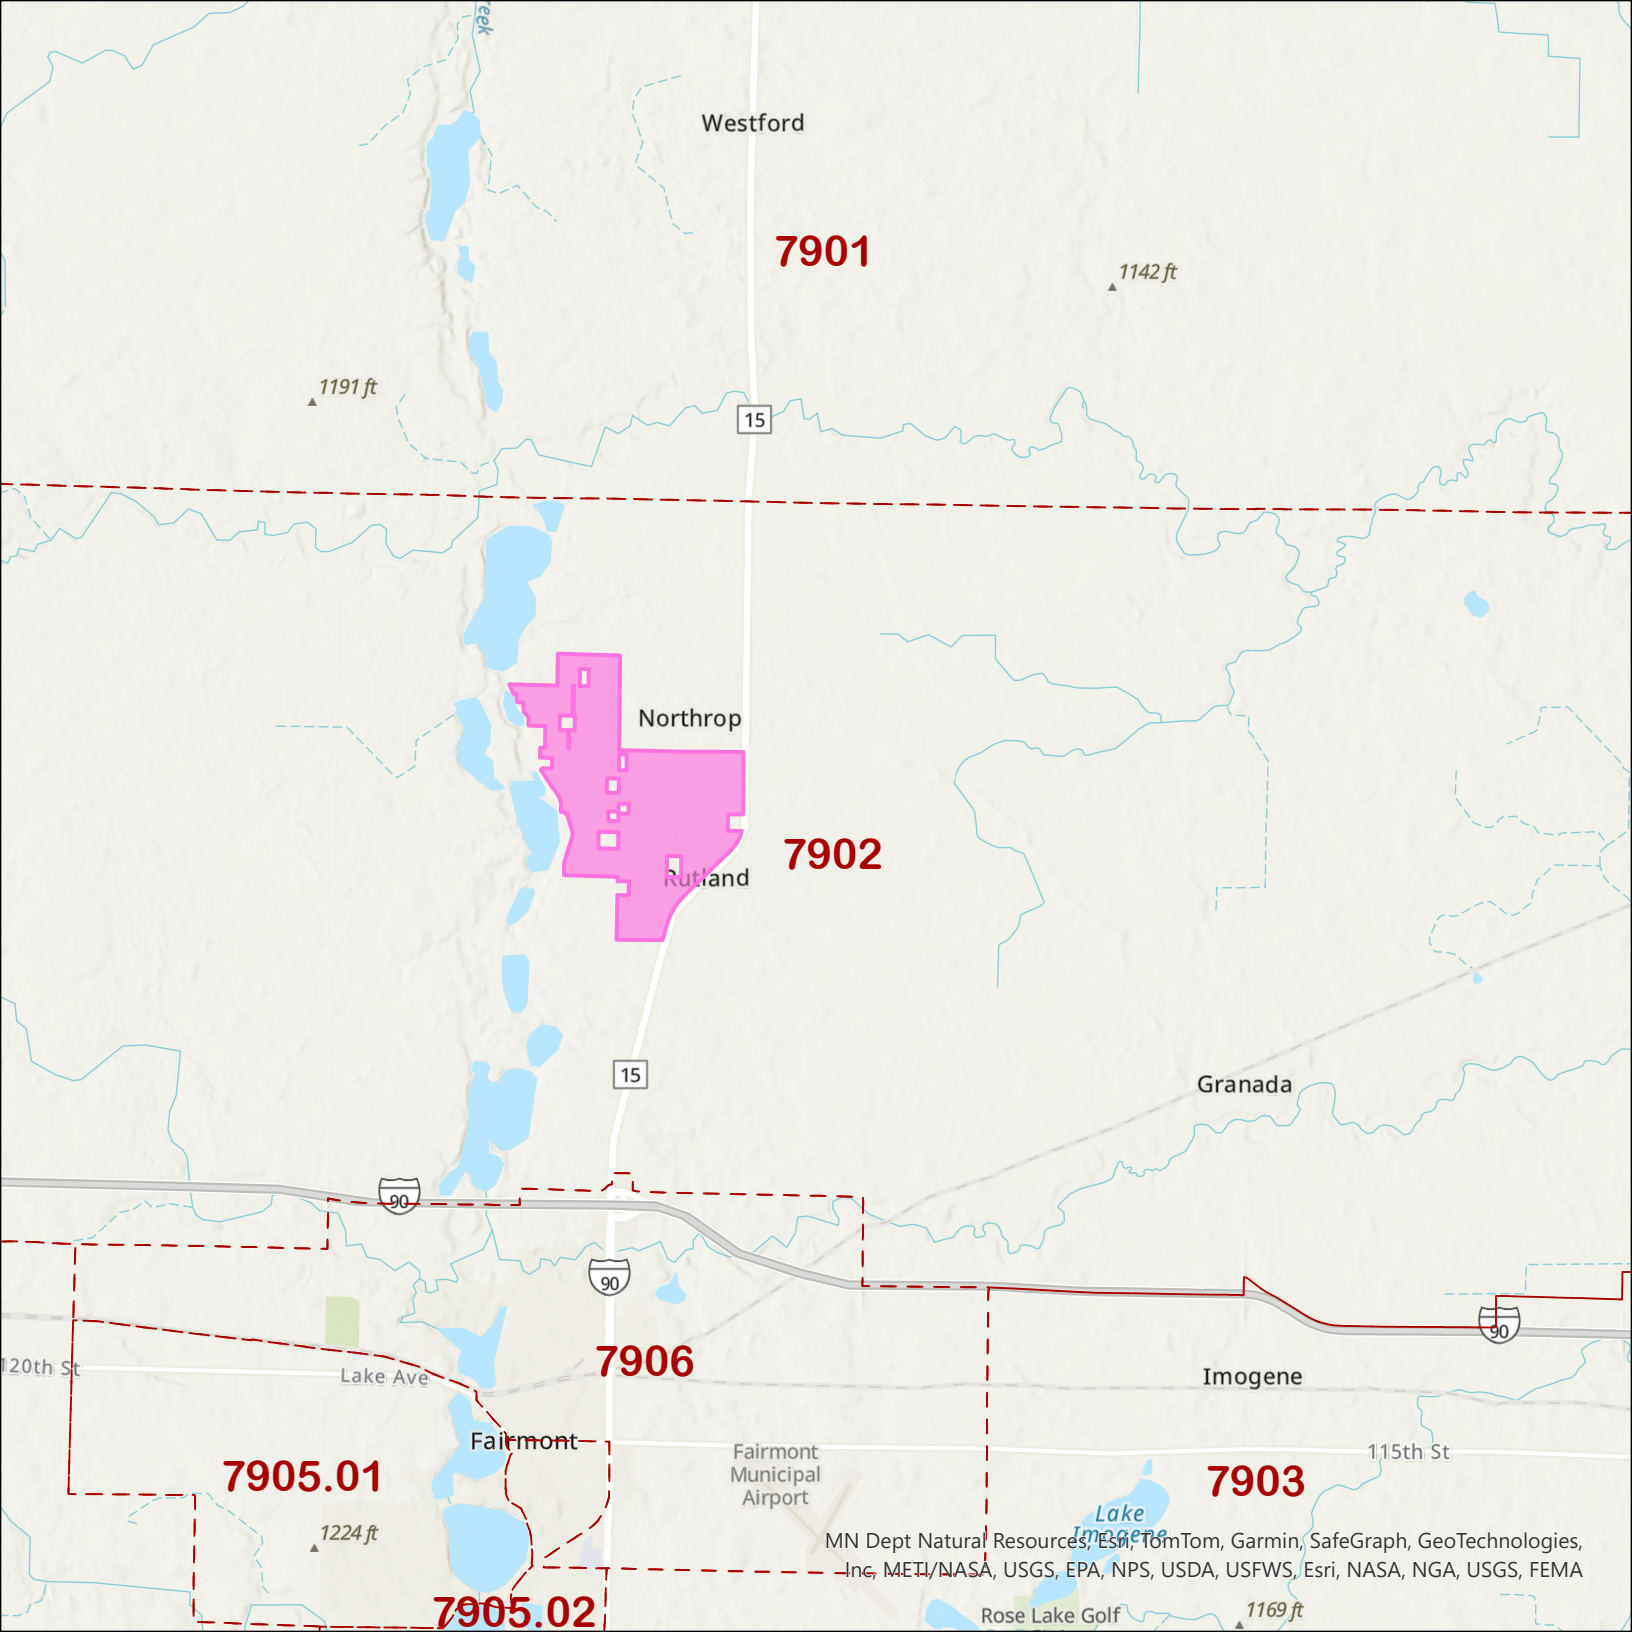 reek
Westford
7901
1142 ft
1191 ft
15
Northrop
7902
Rutland
15
Granada
90
90
90
7906
120th St
Lake Ave
Imogene
Fairmont
Fairmont
Municipal
Airport
115th St
7905.01
7903
Lake
Imogene
1224 ft
MN Dept Natural Resources, Esri, TomTom, Garmin, SafeGraph, GeoTechnologies,
Inc, METI/NASA, USGS, EPA, NPS, USDA, USFWS, Esri, NASA, NGA, USGS, FEMA
7905.02
Rose Lake Golf
1169 ft